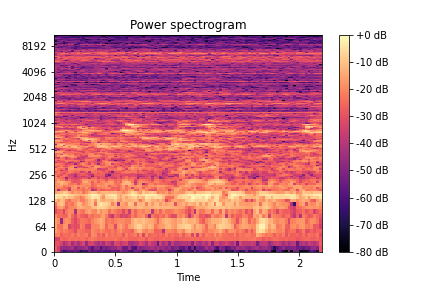 Power spectrogram
8192
4096
2048
1024
512
256
128
64
0
Hz
0
0.5
1
1.5
2
Time
+0 dB
-10 dB
-20 dB
-30 dB
-40 dB
-50 dB
-60 dB
-70 dB
-80 dB